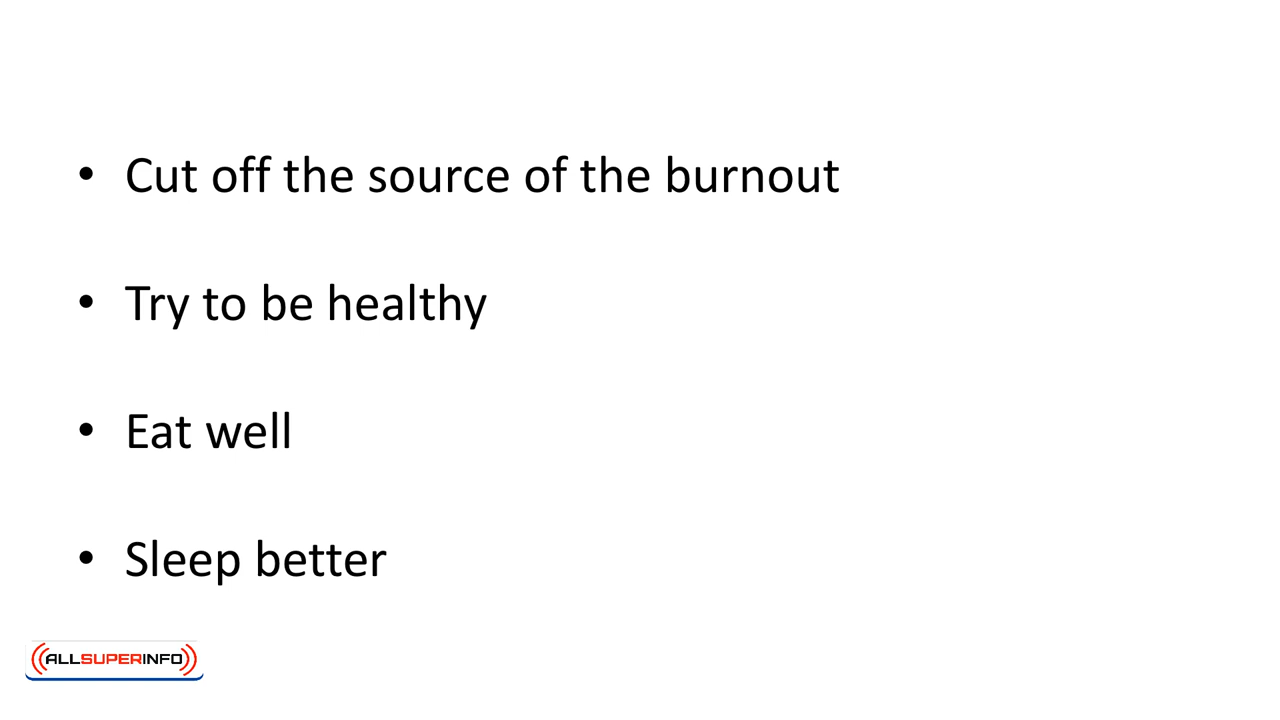 • Cut off the source of the burnout
• Try to be healthy
• Eat well
• Sleep better
ALLSUPERINFO